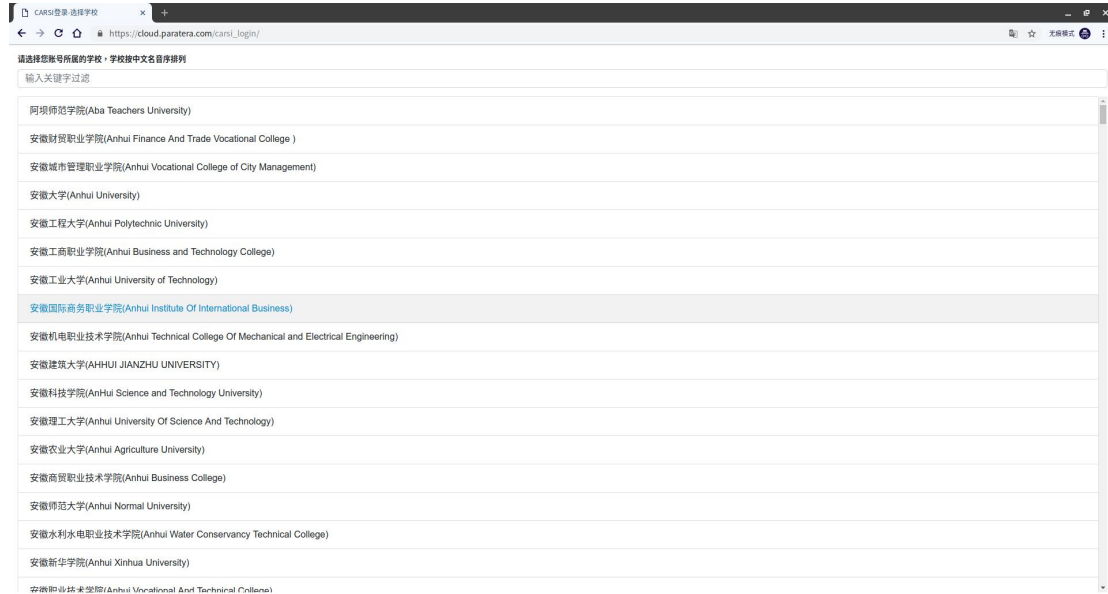 CARSI登录-选择学校
https://cloud.paratera.com/carsi_login/
无痕模式
请选择您账号所属的学校，学校按中文名音序排列
输入关键字过滤
阿坝师范学院(Aba Teachers University)
安徽财贸职业学院(Anhui Finance And Trade Vocational College )
安徽城市管理职业学院(Anhui Vocational College of City Management)
安徽大学(Anhui University)
安徽工程大学(Anhui Polytechnic University)
安徽工商职业学院(Anhui Business and Technology College)
安徽工业大学(Anhui University of Technology)
安徽国际商务职业学院(Anhui Institute Of International Business)
安徽机电职业技术学院(Anhui Technical College Of Mechanical and Electrical Engineering)
安徽建筑大学(AHHUI JIANZHU UNIVERSITY)
安徽科技学院(AnHui Science and Technology University)
安徽理工大学(Anhui University Of Science And Technology)
安徽农业大学(Anhui Agriculture University)
安徽商贸职业技术学院(Anhui Business College)
安徽师范大学(Anhui Normal University)
安徽水利水电职业技术学院(Anhui Water Conservancy Technical College)
安徽新华学院(Anhui Xinhua University)
安徽职业技术学院(Anhui Vocational And Technical College)